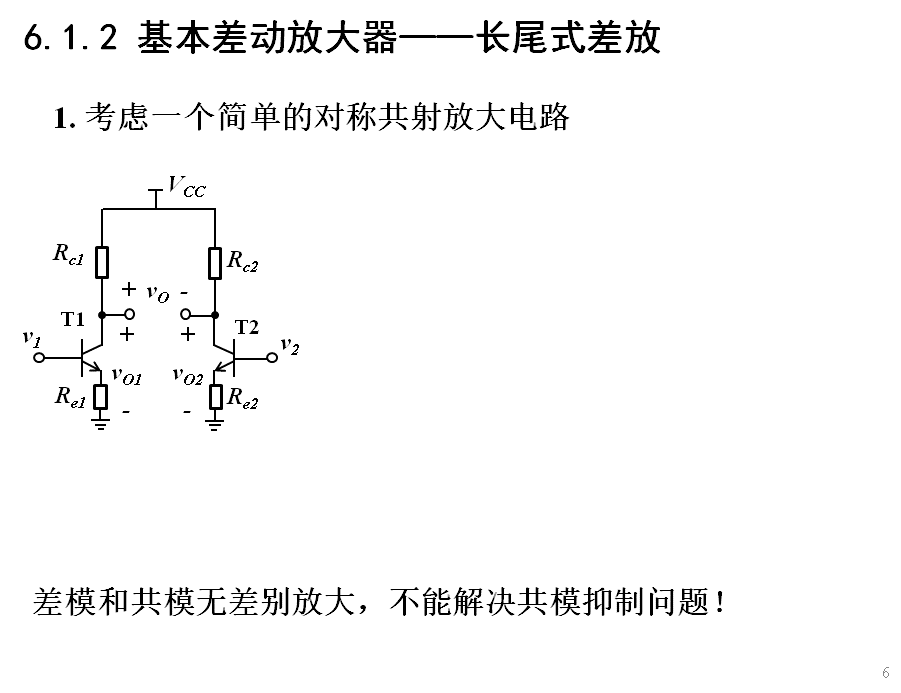 6.1.2 基本差动放大器——长尾式差放
1. 考虑一个简单的对称共射放大电路
VCC
Rc1
Rc2
+ vO -
T1
T2
v1
+
+
v2
vO1
vO2
Re1
-
-
Re2
差模和共模无差别放大，不能解决共模抑制问题！
6